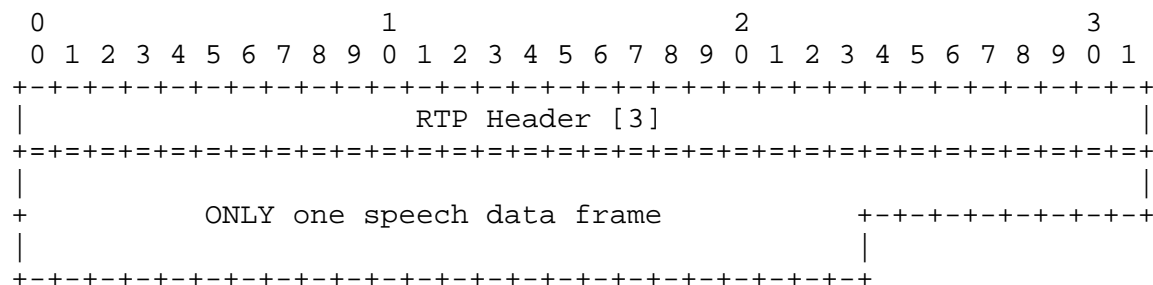 0                   1                   2                   3
 0 1 2 3 4 5 6 7 8 9 0 1 2 3 4 5 6 7 8 9 0 1 2 3 4 5 6 7 8 9 0 1
+-+-+-+-+-+-+-+-+-+-+-+-+-+-+-+-+-+-+-+-+-+-+-+-+-+-+-+-+-+-+-+-+
|                      RTP Header [3]                           |
+=+=+=+=+=+=+=+=+=+=+=+=+=+=+=+=+=+=+=+=+=+=+=+=+=+=+=+=+=+=+=+=+
|                                                               |
+          ONLY one speech data frame           +-+-+-+-+-+-+-+-+
|                                               |
+-+-+-+-+-+-+-+-+-+-+-+-+-+-+-+-+-+-+-+-+-+-+-+-+